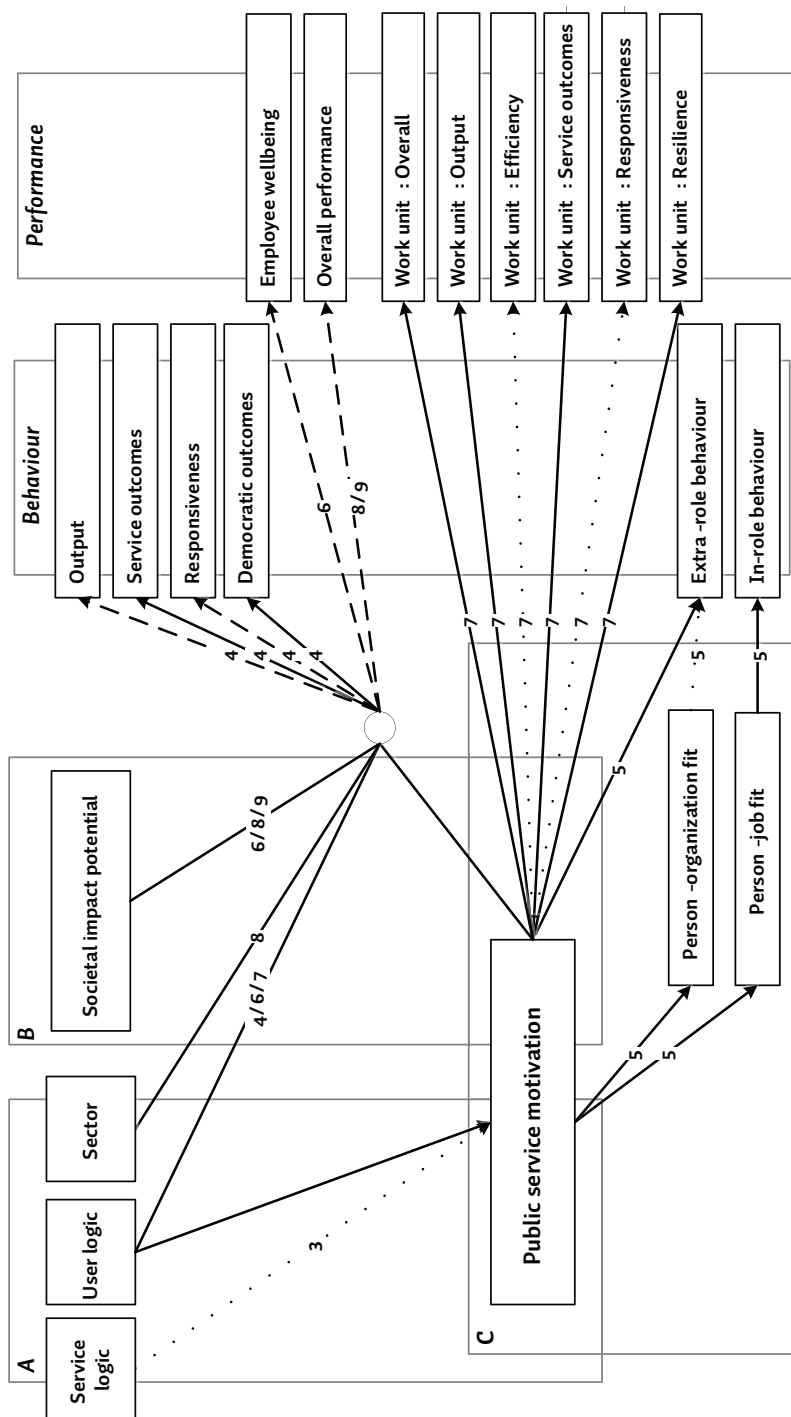 A
Service
logic
User logic
Sector
B
Societal impact potential
C
Public service motivation
Person -organization fit
Person -job fit
3
4/6/7
8
6/8/9
4
4
4
4
6
8/9
7
7
7
7
7
7
5
5
5
5
5
Behaviour
Output
Service outcomes
Responsiveness
Democratic outcomes
Extra -role behaviour
In-role behaviour
Performance
Employee wellbeing
Overall performance
Work unit : Overall
Work unit : Output
Work unit : Efficiency
Work unit : Service outcomes
Work unit : Responsiveness
Work unit : Resilience